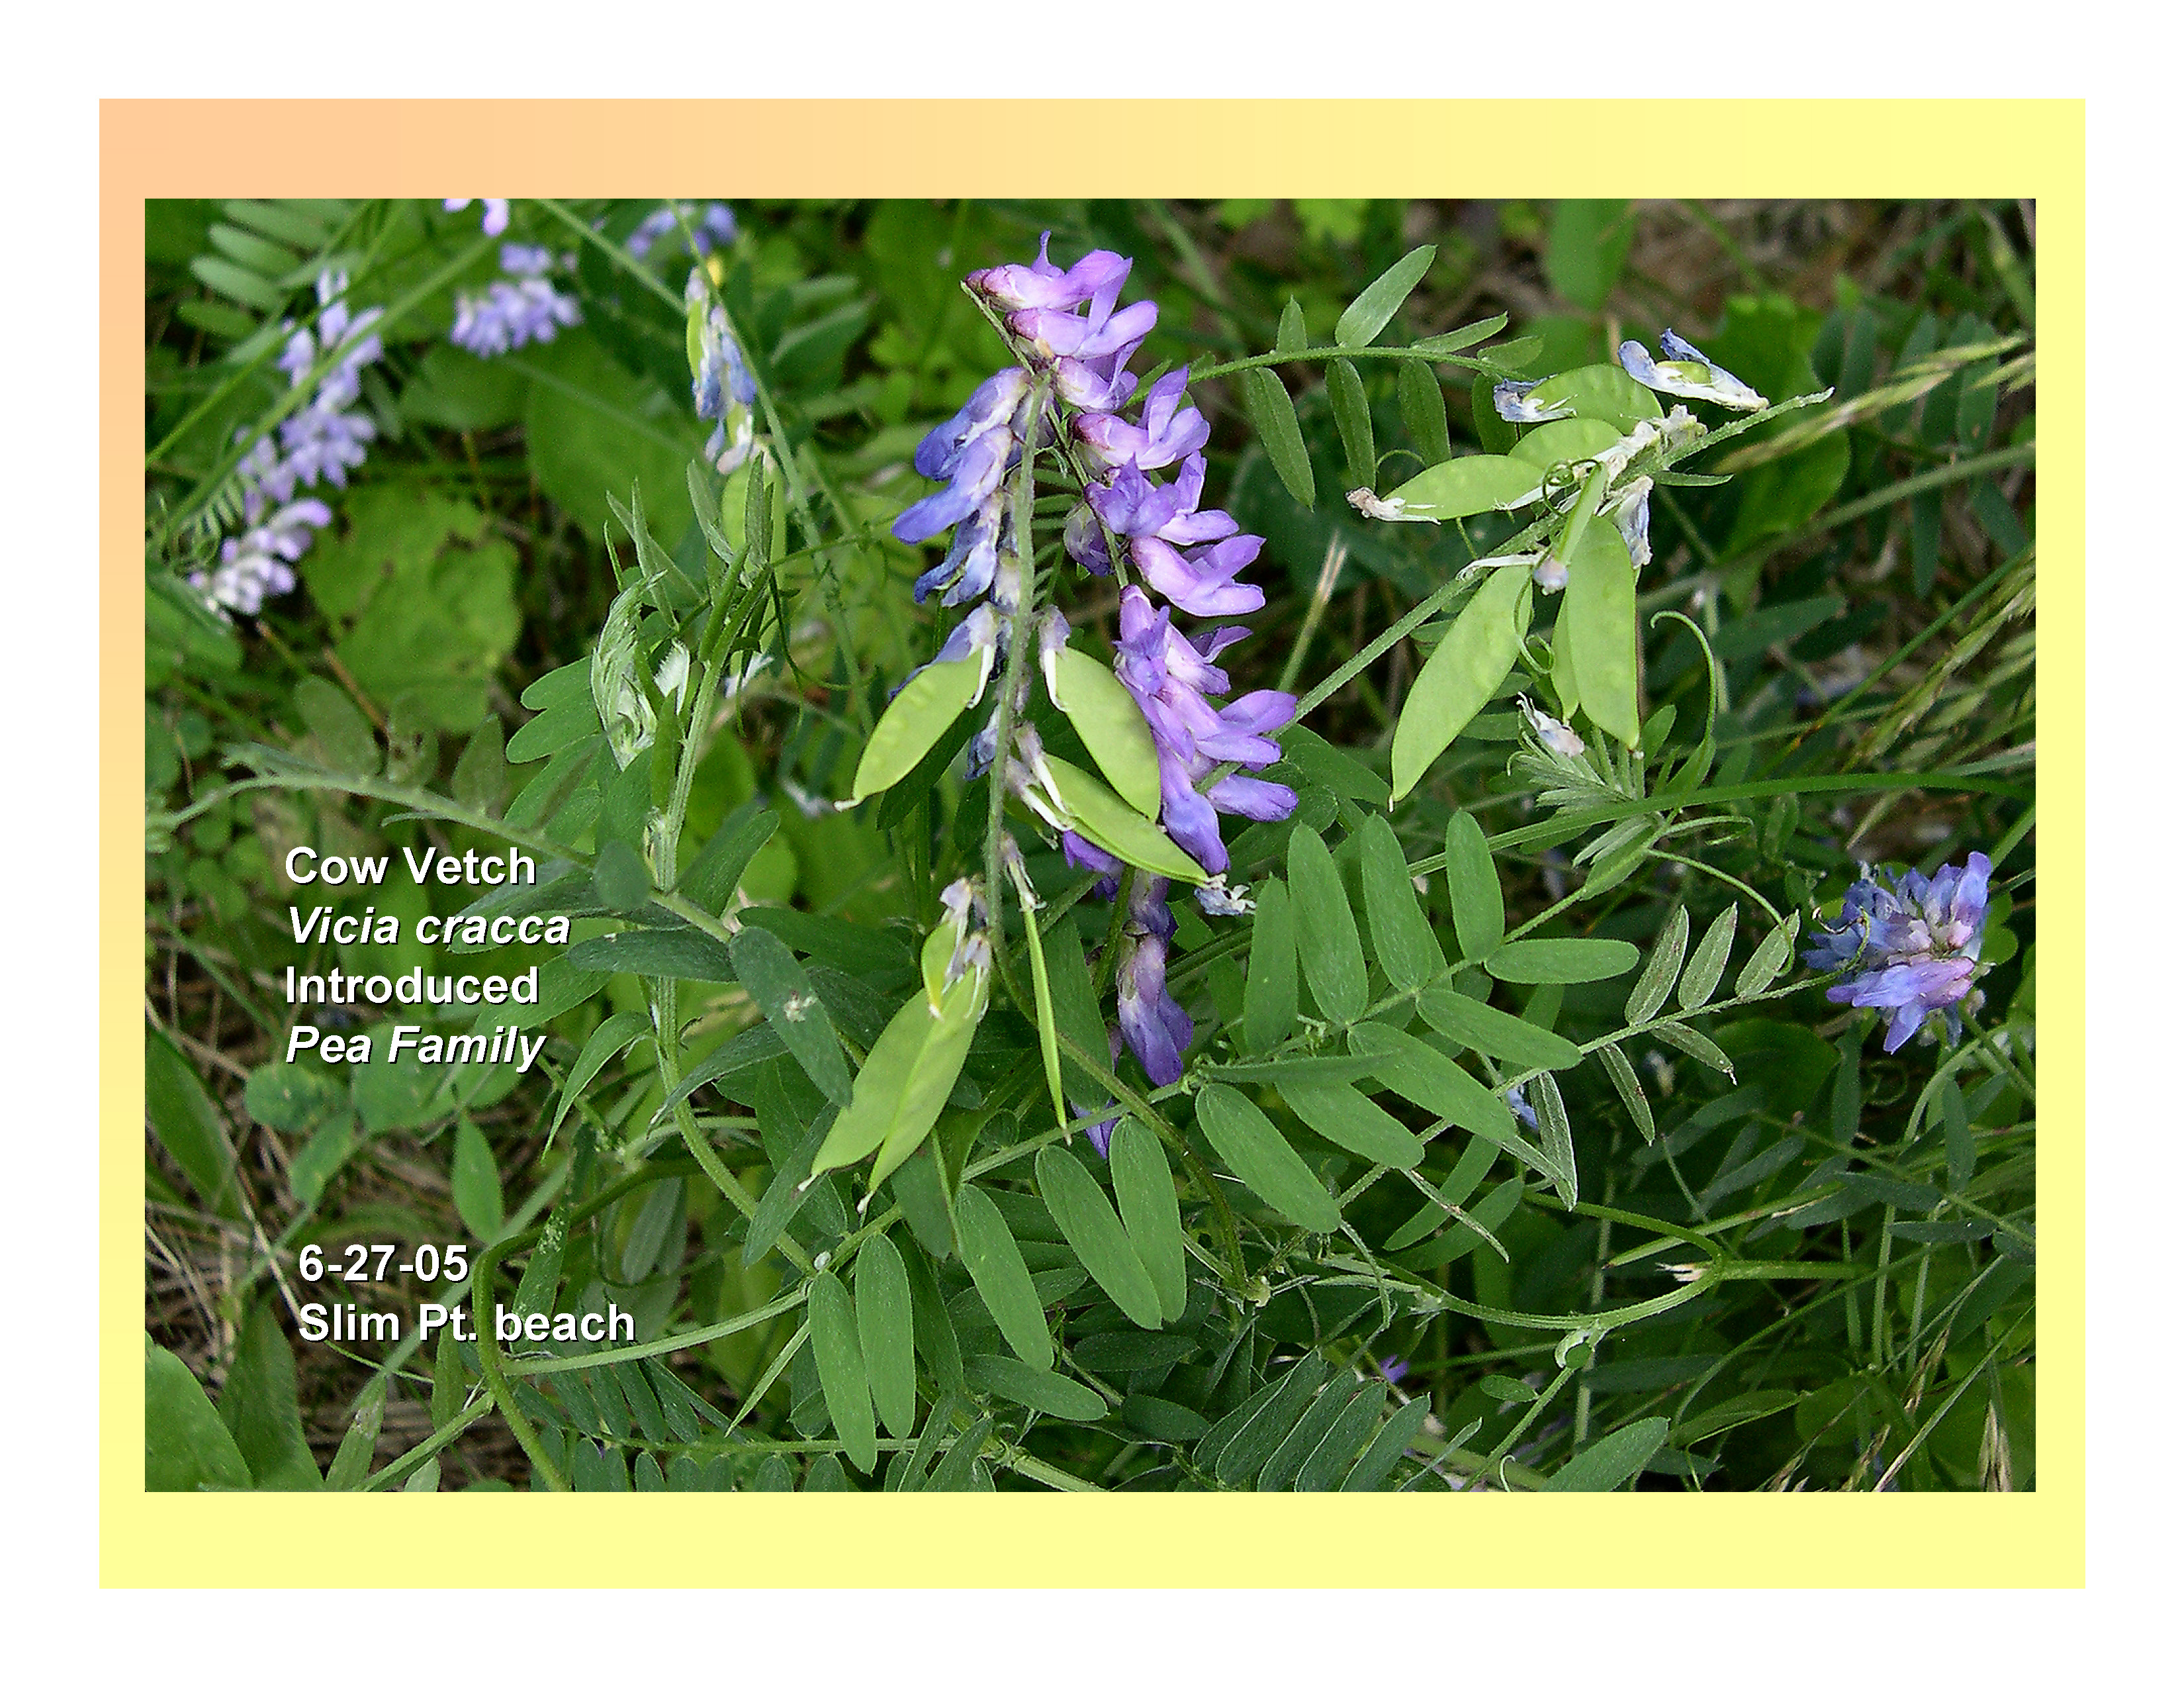 Cow Vetch
Vicia cracca
Introduced
Pea Family
6-27-05
Slim Pt. beach